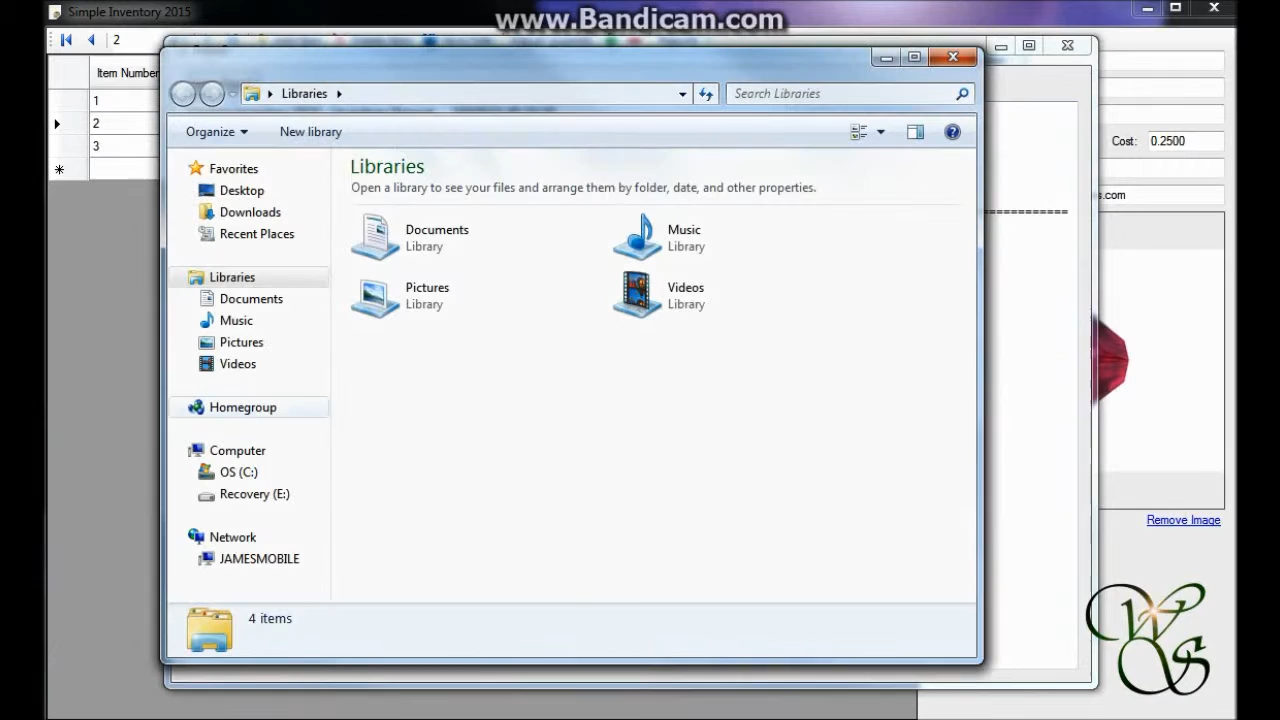 www.Bandicam.com
Simple Inventory 2015
2
Item Number
1
2
3
Cost: 0.2500
s.com
============
Remove Image
Libraries
Search Libraries
Organize
New library
Favorites
Desktop
Downloads
Recent Places
Libraries
Documents
Music
Pictures
Videos
Homegroup
Computer
OS (C:)
Recovery (E:)
Network
JAMESMOBILE
Libraries
Open a library to see your files and arrange them by folder, date, and other properties.
Documents
Library
Music
Library
Pictures
Library
Videos
Library
4 items
WS